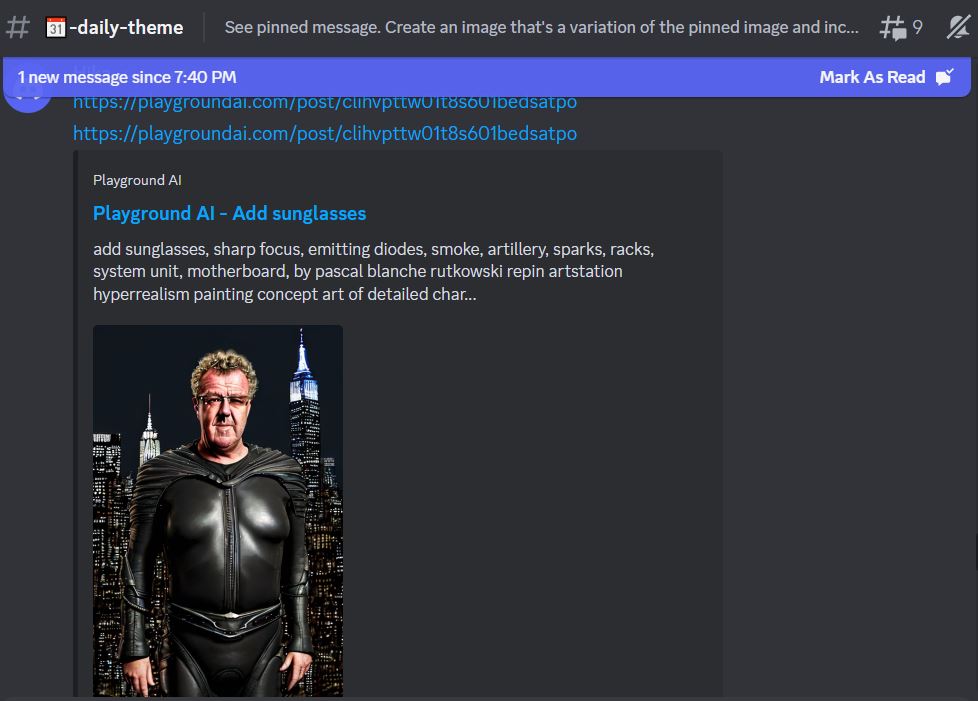 # 31 -daily-theme
See pinned message. Create an image that's a variation of the pinned image and inc...
9
1 new message since 7:40 PM
Mark As Read
https://playgroundai.com/post/clihvpttw01t8s601bedsatpo
https://playgroundai.com/post/clihvpttw01t8s601bedsatpo
Playground AI
Playground AI - Add sunglasses
add sunglasses, sharp focus, emitting diodes, smoke, artillery, sparks, racks,
system unit, motherboard, by pascal blanche rutkowski repin artstation
hyperrealism painting concept art of detailed char...